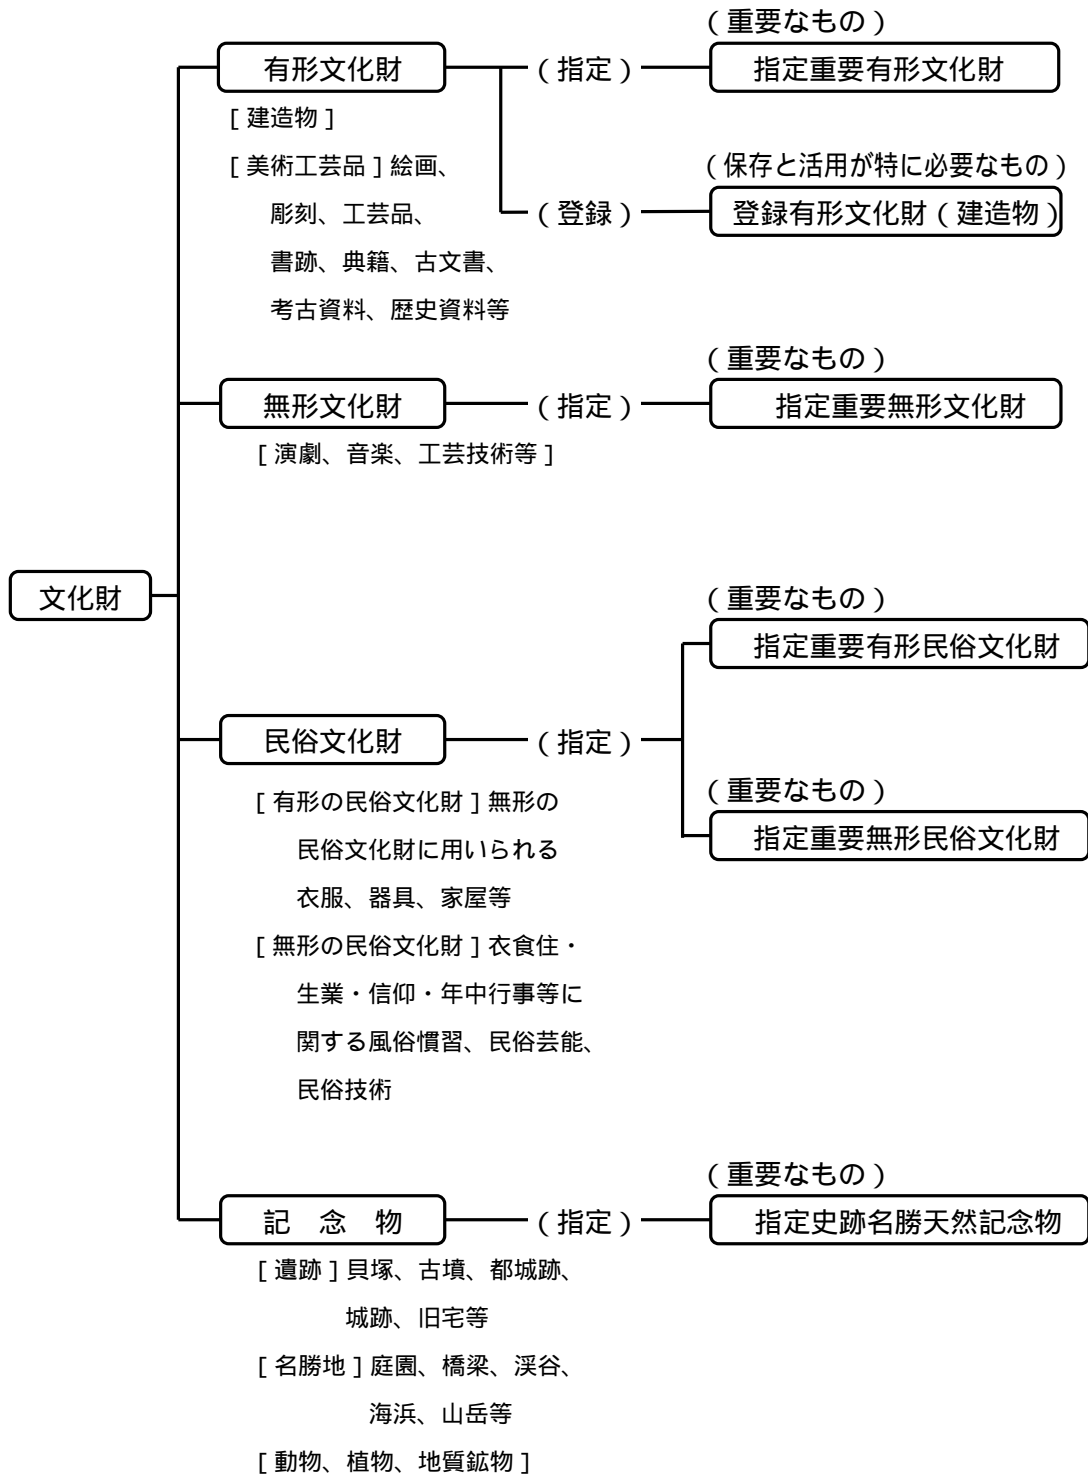 (重要なもの)
有形文化財 (指定) 指定重要有形文化財
[建造物]
(保存と活用が特に必要なもの)
[美術工芸品]絵画、
彫刻、工芸品、 (登録) 登録有形文化財(建造物)
書跡、典籍、古文書、
考古資料、歴史資料等
(重要なもの)
無形文化財 (指定) 指定重要無形文化財
[演劇、音楽、工芸技術等]
文化財
(重要なもの)
指定重要有形民俗文化財
民俗文化財 (指定)
(重要なもの)
[有形の民俗文化財]無形の
指定重要無形民俗文化財
民俗文化財に用いられる
衣服、器具、家屋等
[無形の民俗文化財]衣食住・
生業・信仰・年中行事等に
関する風俗慣習、民俗芸能、
民俗技術
(重要なもの)
記 念 物 (指定) 指定史跡名勝天然記念物
[遺跡]貝塚、古墳、都城跡、
城跡、旧宅等
[名勝地]庭園、橋梁、渓谷、
海浜、山岳等
[動物、植物、地質鉱物]